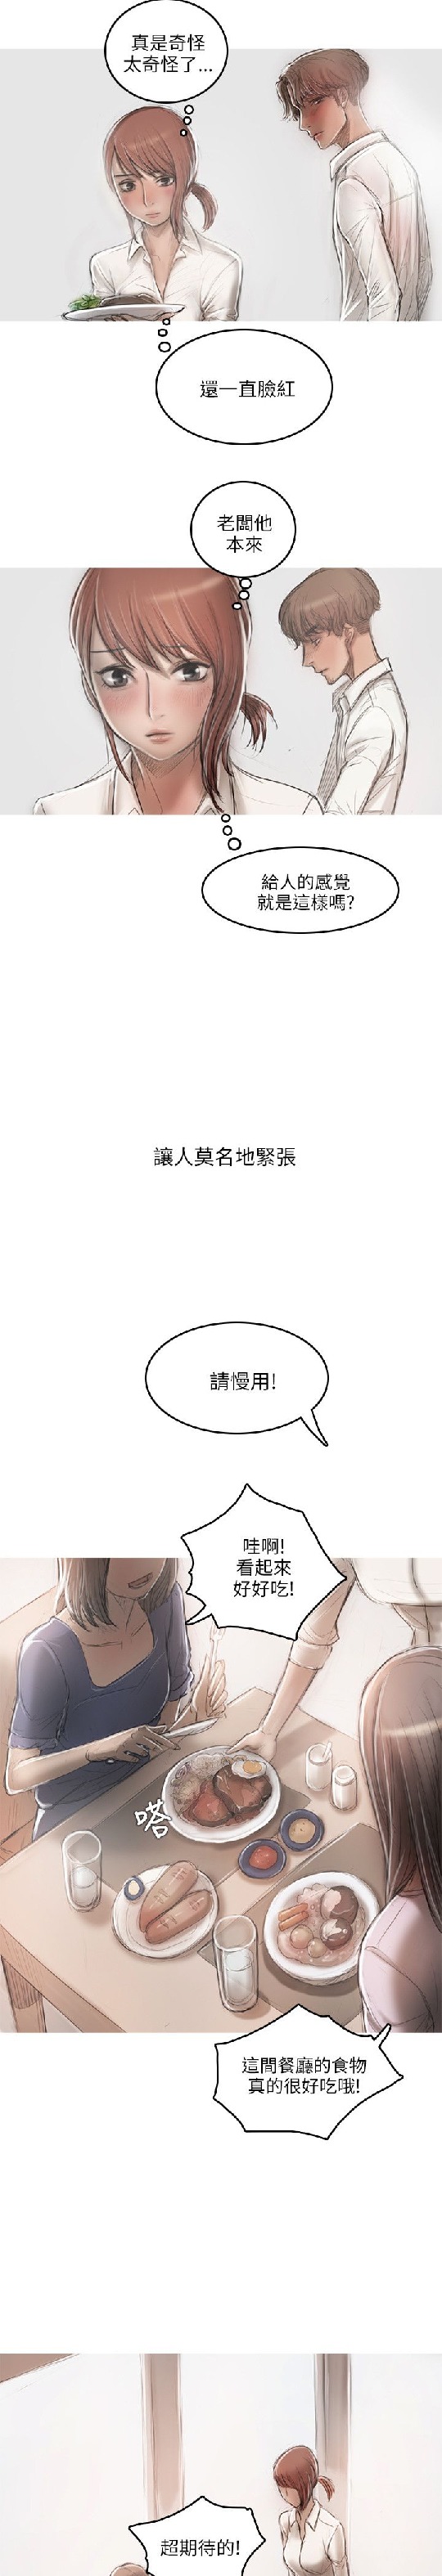 真是奇怪
太奇怪了...
還一直臉紅
老闆他
本來
給人的感覺
就是這樣嗎?
讓人莫名地緊張
請慢用!
哇啊!
看起來
好好吃!
嗒
這間餐廳的食物
真的很好吃哦!
超期待的!